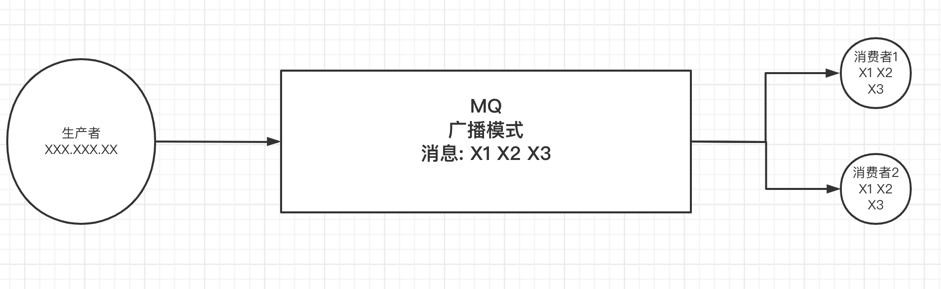 生产者
XXX.XXX.XX
MQ
广播模式
消息: X1 X2 X3
消费者1
X1 X2
X3
消费者2
X1 X2
X3